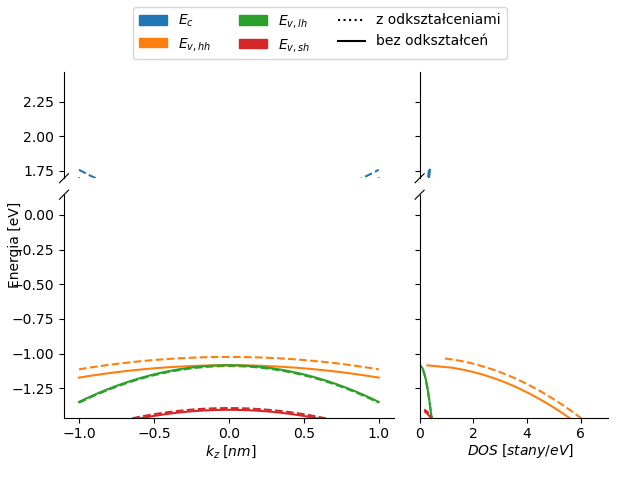 E_c
E_{v, hh}
E_{v, lh}
E_{v, sh}
z odkształceniami
bez odkształceń
2.25
2.00
1.75
0.00
−0.25
−0.50
−0.75
−1.00
−1.25
Energia [eV]
−1.0 −0.5 0.0 0.5 1.0
k_z [nm]
0 2 4 6
DOS [stany/eV]